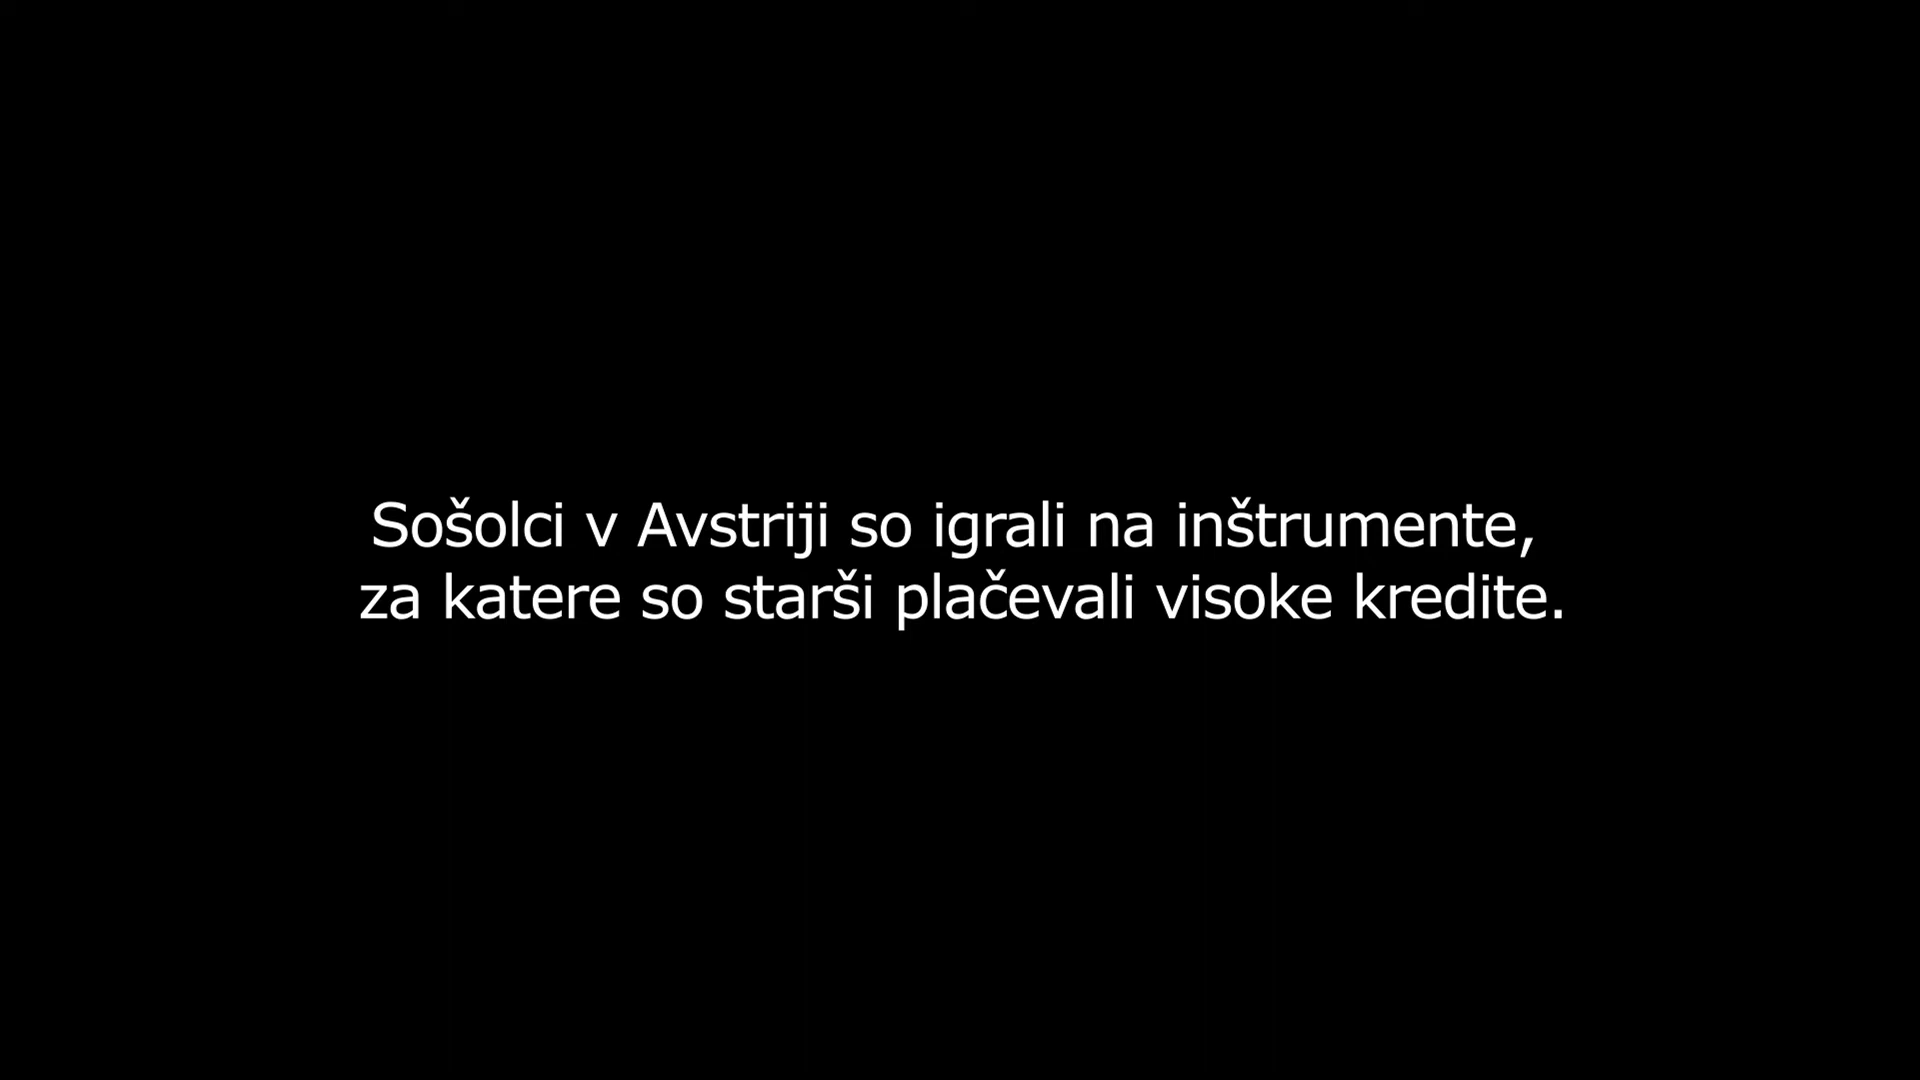 Sošolci v Avstriji so igrali na inštrumente,
za katere so starši plačevali visoke kredite.